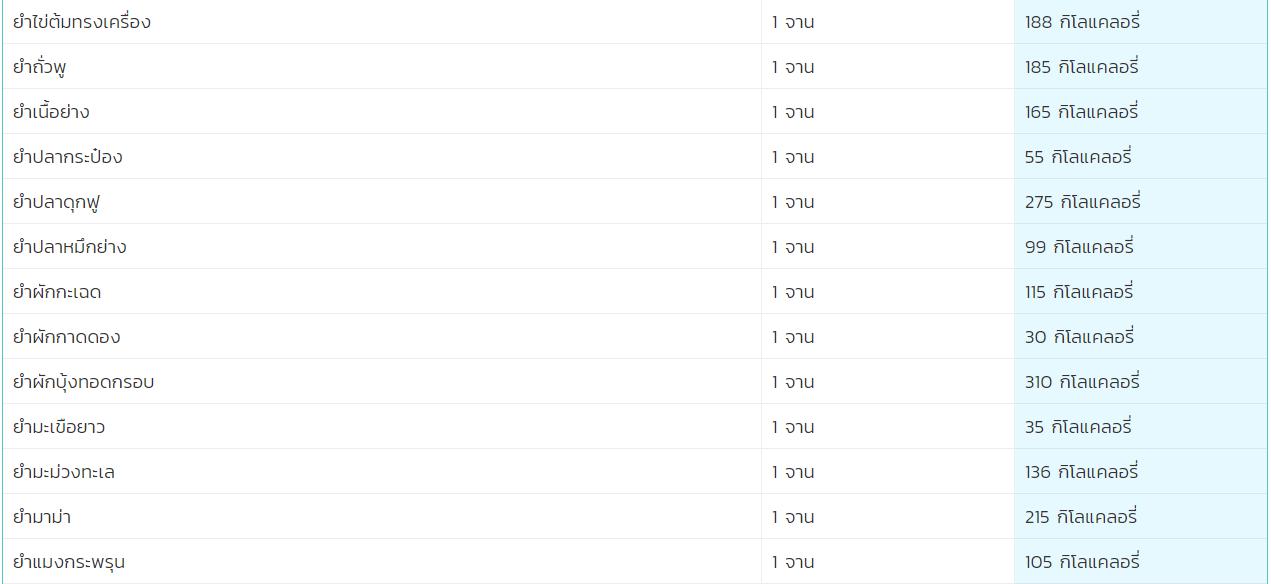 ยำไข่ต้มทรงเครื่อง 1 จาน 188 กิโลแคลอรี่
ยำถั่วพู 1 จาน 185 กิโลแคลอรี่
ยำเนื้อย่าง 1 จาน 165 กิโลแคลอรี่
ยำปลากระป๋อง 1 จาน 55 กิโลแคลอรี่
ยำปลาดุกฟู 1 จาน 275 กิโลแคลอรี่
ยำปลาหมึกย่าง 1 จาน 99 กิโลแคลอรี่
ยำผักกะเฉด 1 จาน 115 กิโลแคลอรี่
ยำผักกาดดอง 1 จาน 30 กิโลแคลอรี่
ยำผักบุ้งทอดกรอบ 1 จาน 310 กิโลแคลอรี่
ยำมะเขือยาว 1 จาน 35 กิโลแคลอรี่
ยำมะม่วงทะเล 1 จาน 136 กิโลแคลอรี่
ยำมาม่า 1 จาน 215 กิโลแคลอรี่
ยำแมงกระพรุน 1 จาน 105 กิโลแคลอรี่